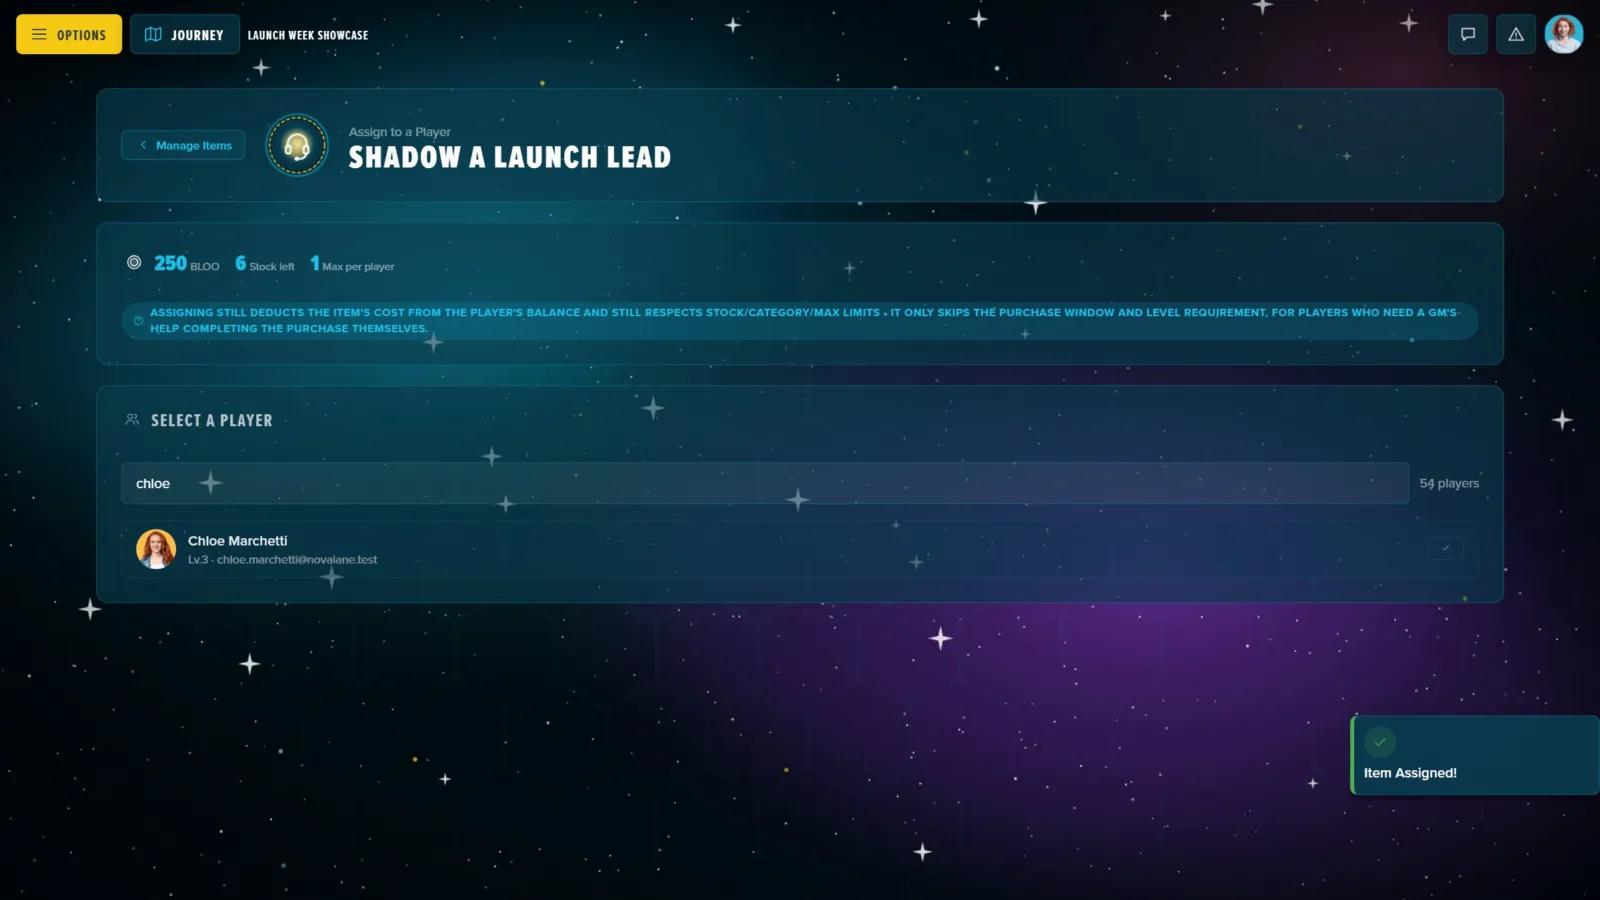 OPTIONS
JOURNEY
LAUNCH WEEK SHOWCASE
Manage Items
Assign to a Player
SHADOW A LAUNCH LEAD
250 BLOO 6 Stock left 1 Max per player
ASSIGNING STILL DEDUCTS THE ITEM'S COST FROM THE PLAYER'S BALANCE AND STILL RESPECTS STOCK/CATEGORY/MAX LIMITS • IT ONLY SKIPS THE PURCHASE WINDOW AND LEVEL REQUIREMENT, FOR PLAYERS WHO NEED A GM'S
HELP COMPLETING THE PURCHASE THEMSELVES.
SELECT A PLAYER
chloe
54 players
Chloe Marchetti
Lv.3 · chloe.marchetti@novalane.test
Item Assigned!